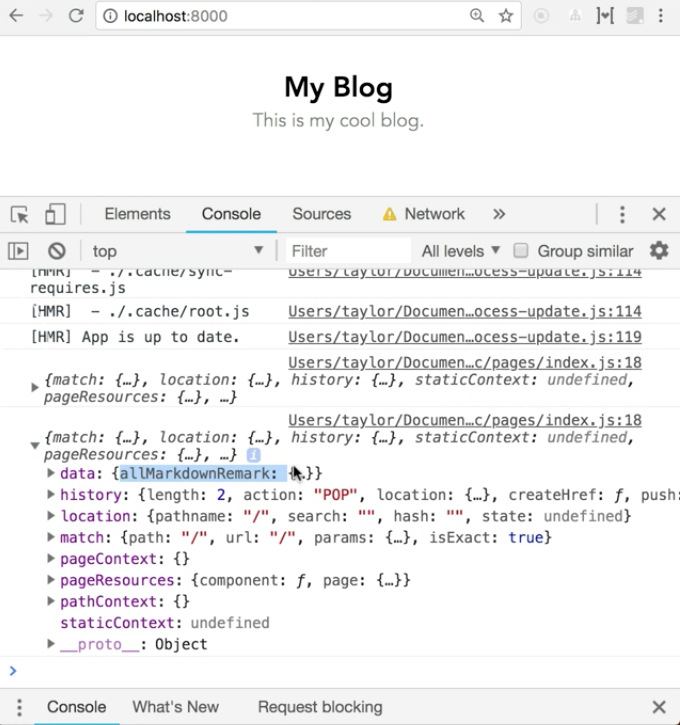 localhost:8000
My Blog
This is my cool blog.
Elements Console Sources Network »
top Filter All levels Group similar
[HMR] - ./.cache/sync- Users/taylor/Documen…ocess-update.js:114
requires.js
[HMR] - ./.cache/root.js Users/taylor/Documen…ocess-update.js:114
[HMR] App is up to date. Users/taylor/Documen…ocess-update.js:119
Users/taylor/Documen…c/pages/index.js:18
{match: {…}, location: {…}, history: {…}, staticContext: undefined,
pageResources: {…}, …}
Users/taylor/Documen…c/pages/index.js:18
{match: {…}, location: {…}, history: {…}, staticContext: undefined,
pageResources: {…}, …} i
data: {allMarkdownRemark: {…}}
history: {length: 2, action: "POP", location: {…}, createHref: ƒ, push:
location: {pathname: "/", search: "", hash: "", state: undefined}
match: {path: "/", url: "/", params: {…}, isExact: true}
pageContext: {}
pageResources: {component: ƒ, page: {…}}
pathContext: {}
staticContext: undefined
__proto__: Object
>
Console What's New Request blocking